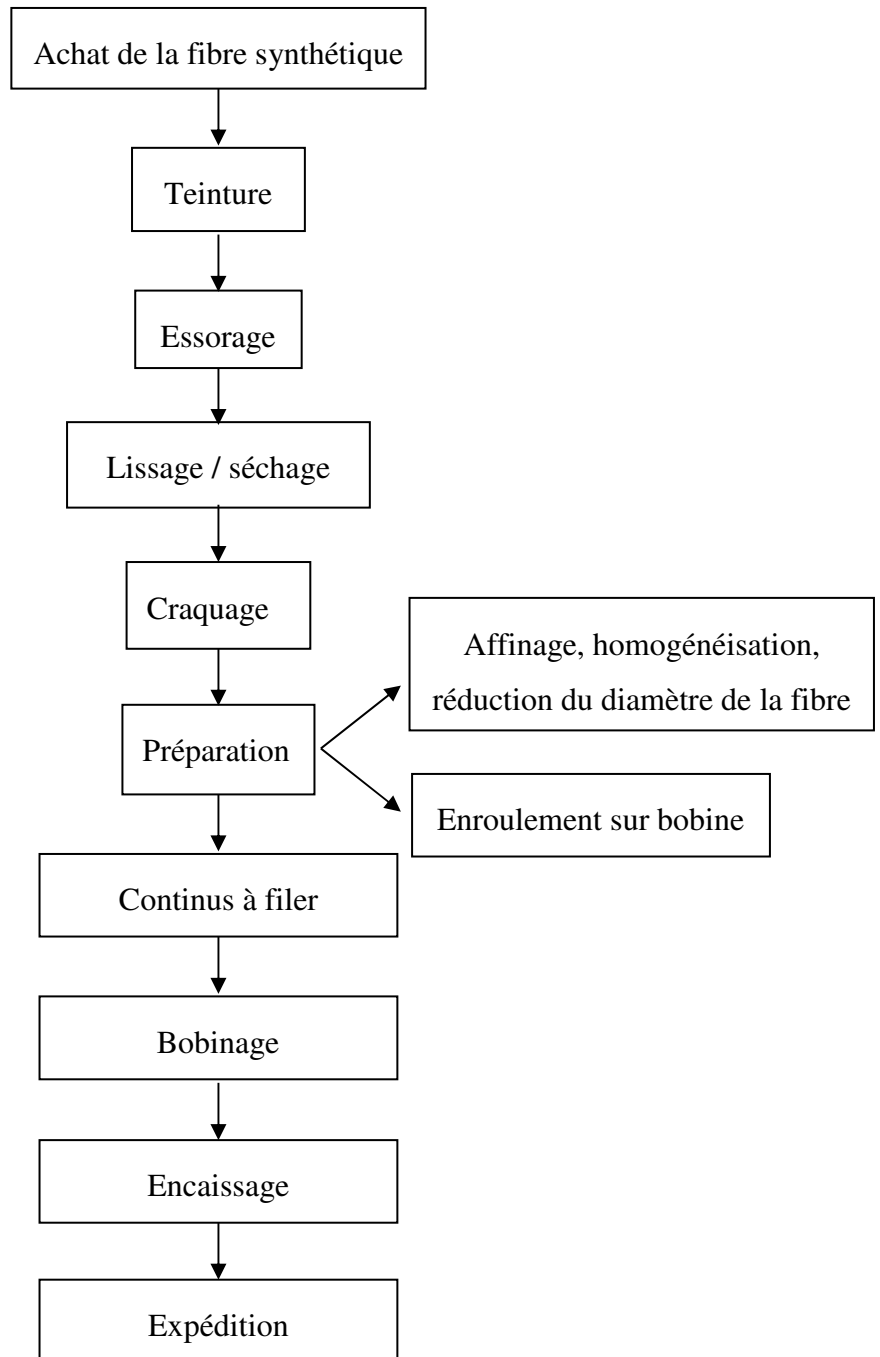 Achat de la fibre synthétique
Teinture
Essorage
Lissage / séchage
Craquage
Affinage, homogénéisation,
réduction du diamètre de la fibre
Préparation
Enroulement sur bobine
Continus à filer
Bobinage
Encaissage
Expédition